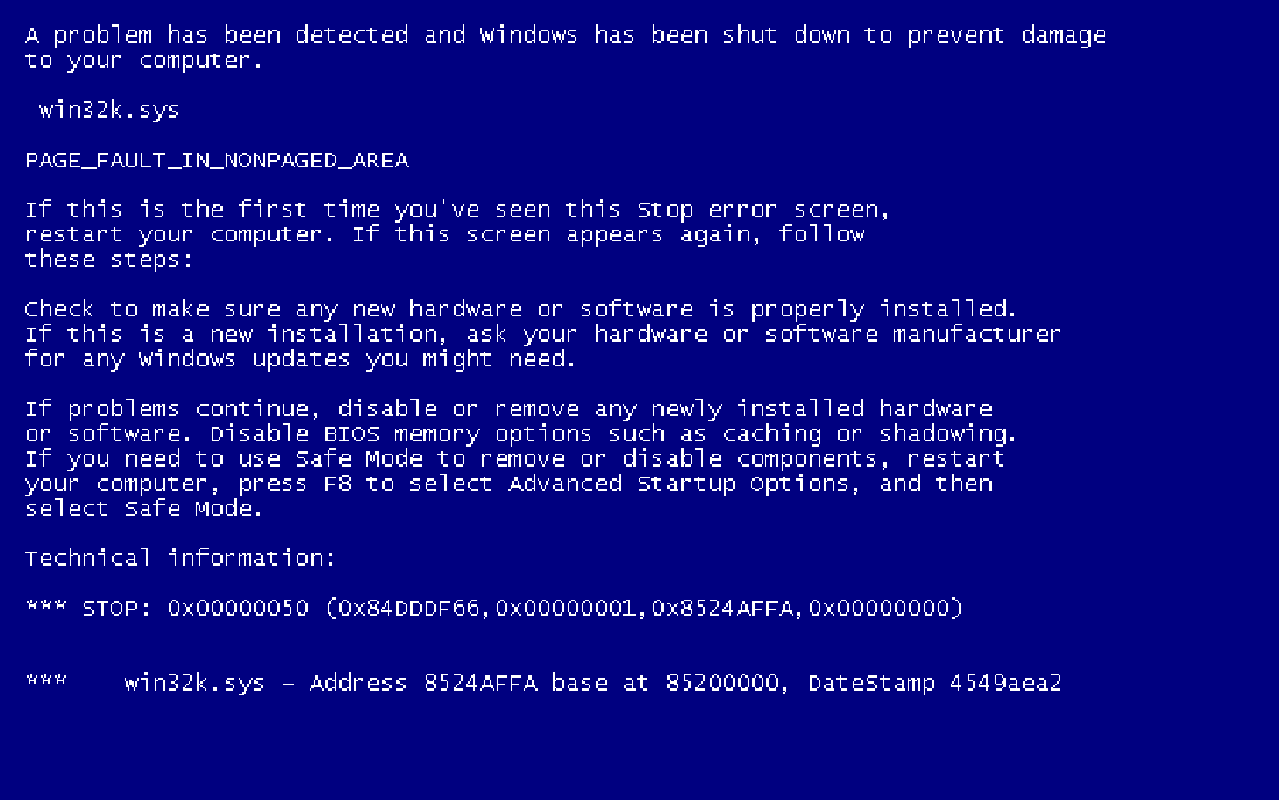 A problem has been detected and Windows has been shut down to prevent damage
to your computer.
win32k.sys
PAGE_FAULT_IN_NONPAGED_AREA
If this is the first time you've seen this Stop error screen,
restart your computer. If this screen appears again, follow
these steps:
Check to make sure any new hardware or software is properly installed.
If this is a new installation, ask your hardware or software manufacturer
for any Windows updates you might need.
If problems continue, disable or remove any newly installed hardware
or software. Disable BIOS memory options such as caching or shadowing.
If you need to use Safe Mode to remove or disable components, restart
your computer, press F8 to select Advanced Startup Options, and then
select Safe Mode.
Technical information:
*** STOP: 0x00000050 (0x84DDDF66,0x00000001,0x8524AFFA,0x00000000)
*** win32k.sys – Address 8524AFFA base at 85200000, DateStamp 4549aea2